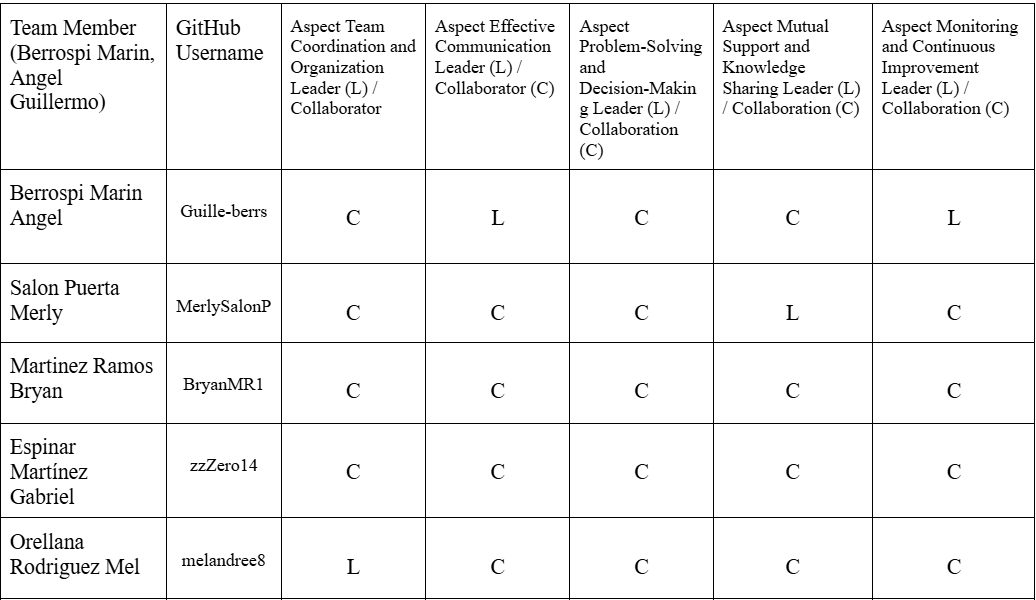 Team Member
(Berrospi Marin,
Angel
Guillermo)
GitHub
Username
Aspect Team
Coordination and
Organization
Leader (L) /
Collaborator
Aspect Effective
Communication
Leader (L) /
Collaborator (C)
Aspect
Problem-Solving
and
Decision-Makin
g Leader (L) /
Collaboration
(C)
Aspect Mutual
Support and
Knowledge
Sharing Leader (L)
/ Collaboration (C)
Aspect Monitoring
and Continuous
Improvement
Leader (L) /
Collaboration (C)
Berrospi Marin
Angel
Guille-berrs
C
L
C
C
L
Salon Puerta
Merly
MerlySalonP
C
C
C
L
C
Martinez Ramos
Bryan
BryanMR1
C
C
C
C
C
Espinar
Martínez
Gabriel
zzZero14
C
C
C
C
C
Orellana
Rodriguez Mel
melandree8
L
C
C
C
C